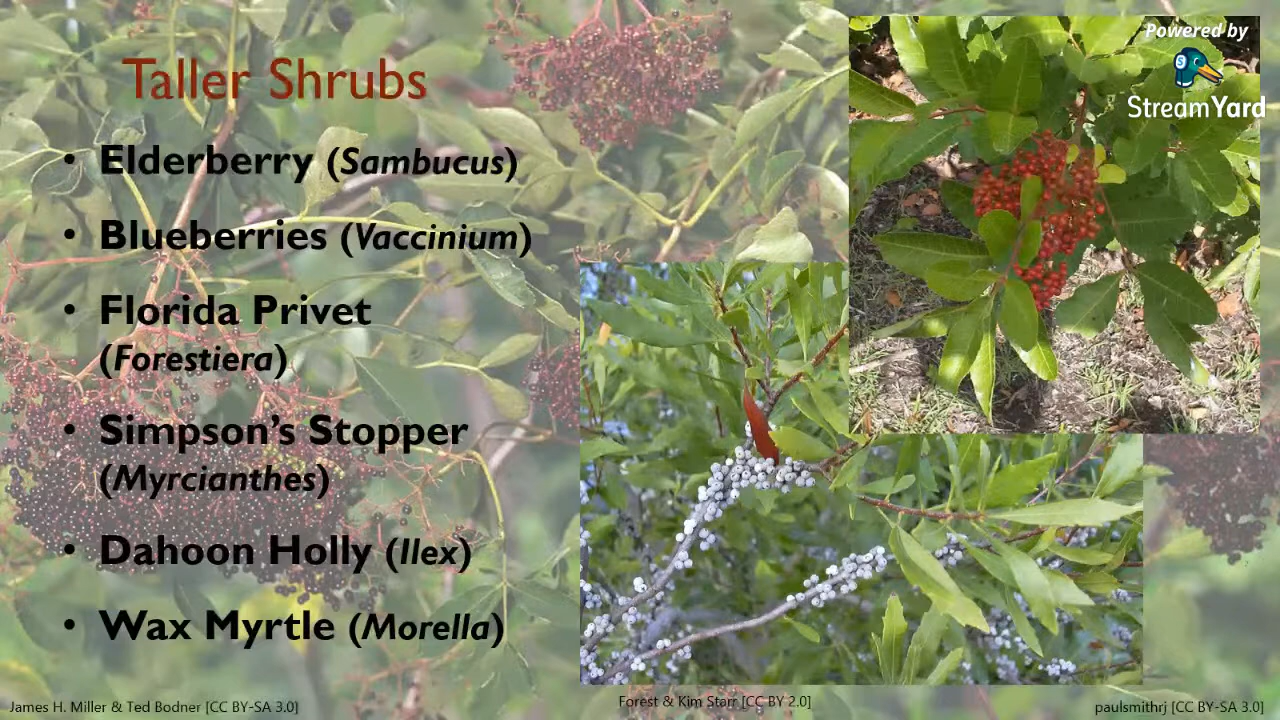 Powered by
StreamYard
Taller Shrubs
• Elderberry (Sambucus)
• Blueberries (Vaccinium)
• Florida Privet
(Forestiera)
• Simpson's Stopper
(Myrcianthes)
• Dahoon Holly (Ilex)
• Wax Myrtle (Morella)
James H. Miller & Ted Bodner [CC BY-SA 3.0]
Forest & Kim Starr [CC BY 2.0]
paulsmithrj [CC BY-SA 3.0]